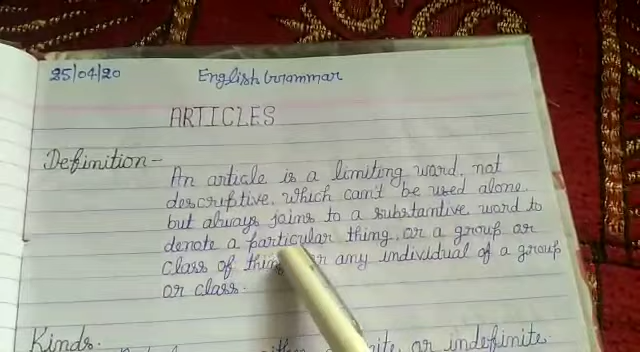 25/04/20 English Grammar
ARTICLES
Definition - An article is a limiting word, not
descriptive, which can't be used alone.
but always joins to a substantive word to
denote a particular thing, or a group or
class of thing any individual of a group
or class.
Kinds.
or indefinite.